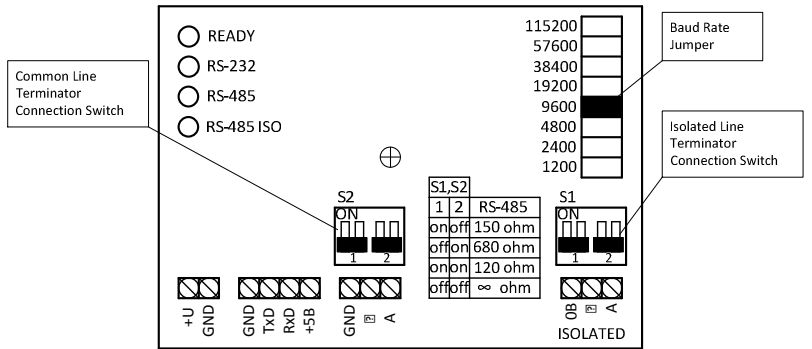 READY
RS-232
RS-485
RS-485 ISO
Common Line
Terminator
Connection Switch
115200
57600
38400
19200
9600
4800
2400
1200
Baud Rate
Jumper
Isolated Line
Terminator
Connection Switch
S2
ON
1 2
S1,S2
1 2 RS-485
on off 150 ohm
off on 680 ohm
on on 120 ohm
off off ∞ ohm
S1
ON
1 2
+U
GND
GND
TxD
RxD
+5B
GND
A
0B
A
ISOLATED